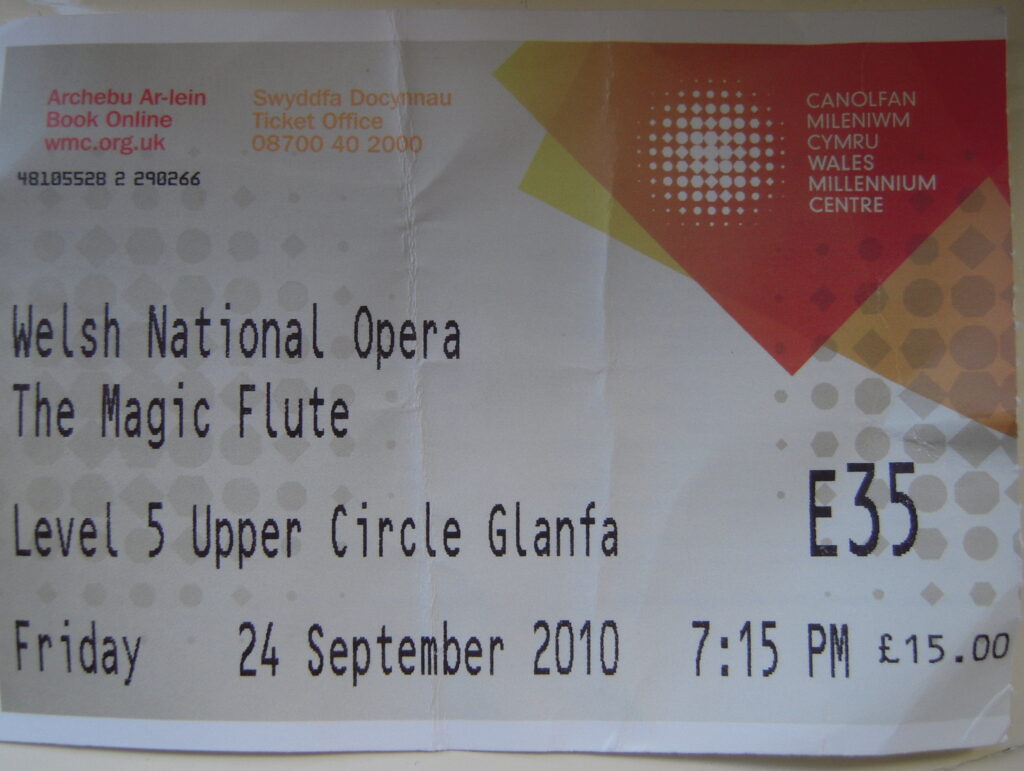 Archebu Ar-lein
Book Online
wmc.org.uk
Swyddfa Docynnau
Ticket Office
08700 40 2000
48105528 2 290266
CANOLFAN
MILENIWM
CYMRU
WALES
MILLENNIUM
CENTRE
Welsh National Opera
The Magic Flute
Level 5 Upper Circle Glanfa E35
Friday 24 September 2010 7:15 PM £15.00